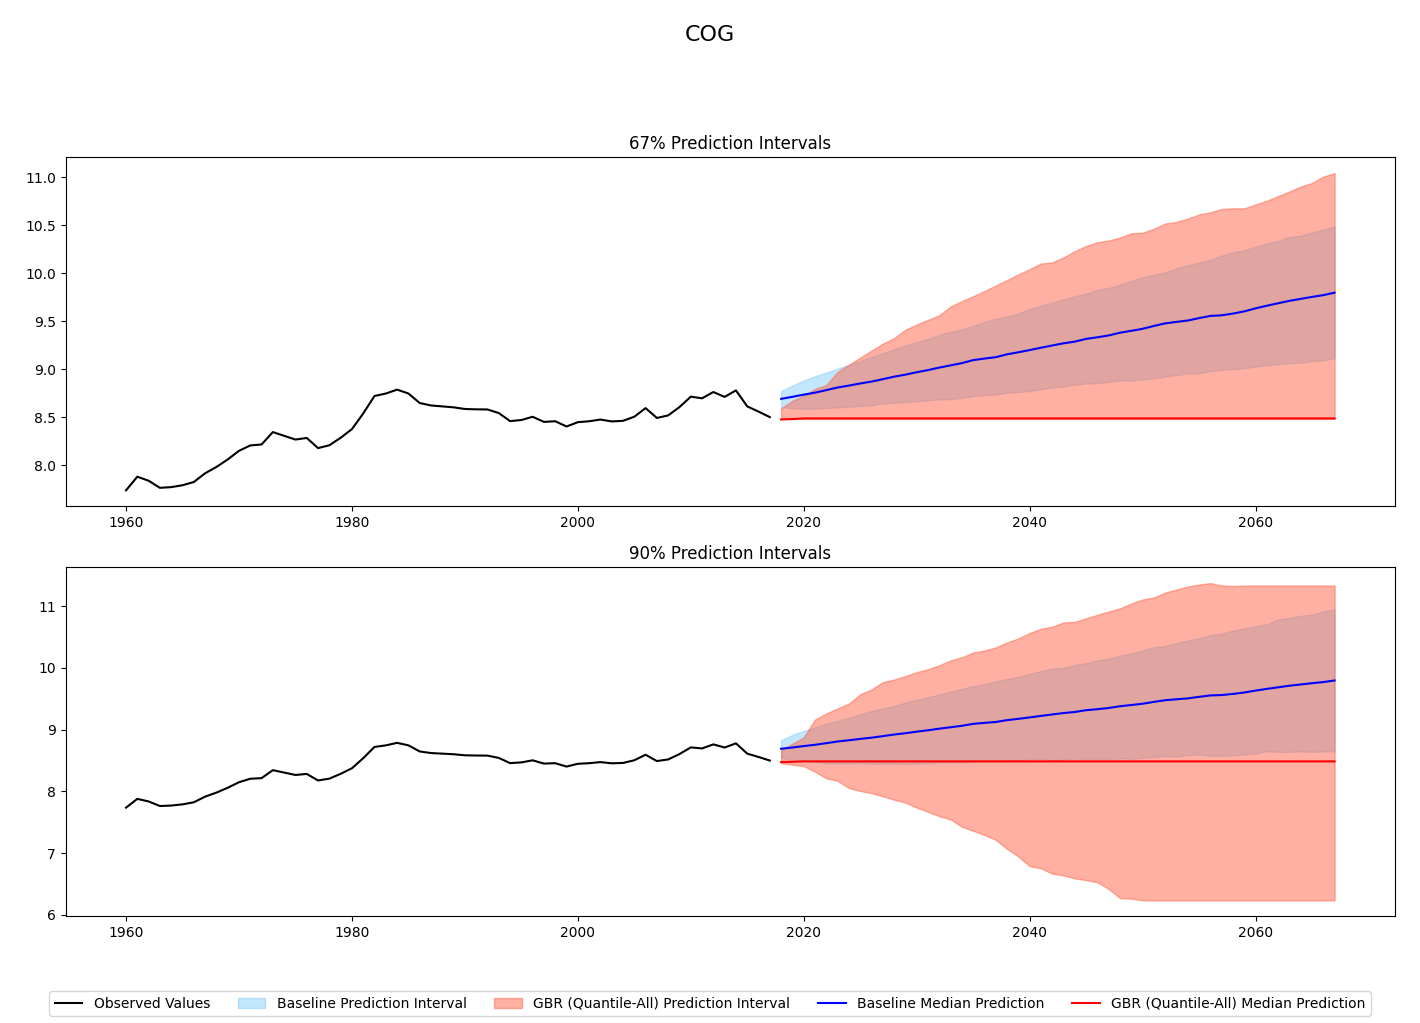 COG
67% Prediction Intervals
11.0
10.5
10.0
9.5
9.0
8.5
8.0
1960 1980 2000 2020 2040 2060
90% Prediction Intervals
11
10
9
8
7
6
1960 1980 2000 2020 2040 2060
Observed Values Baseline Prediction Interval GBR (Quantile-All) Prediction Interval Baseline Median Prediction GBR (Quantile-All) Median Prediction